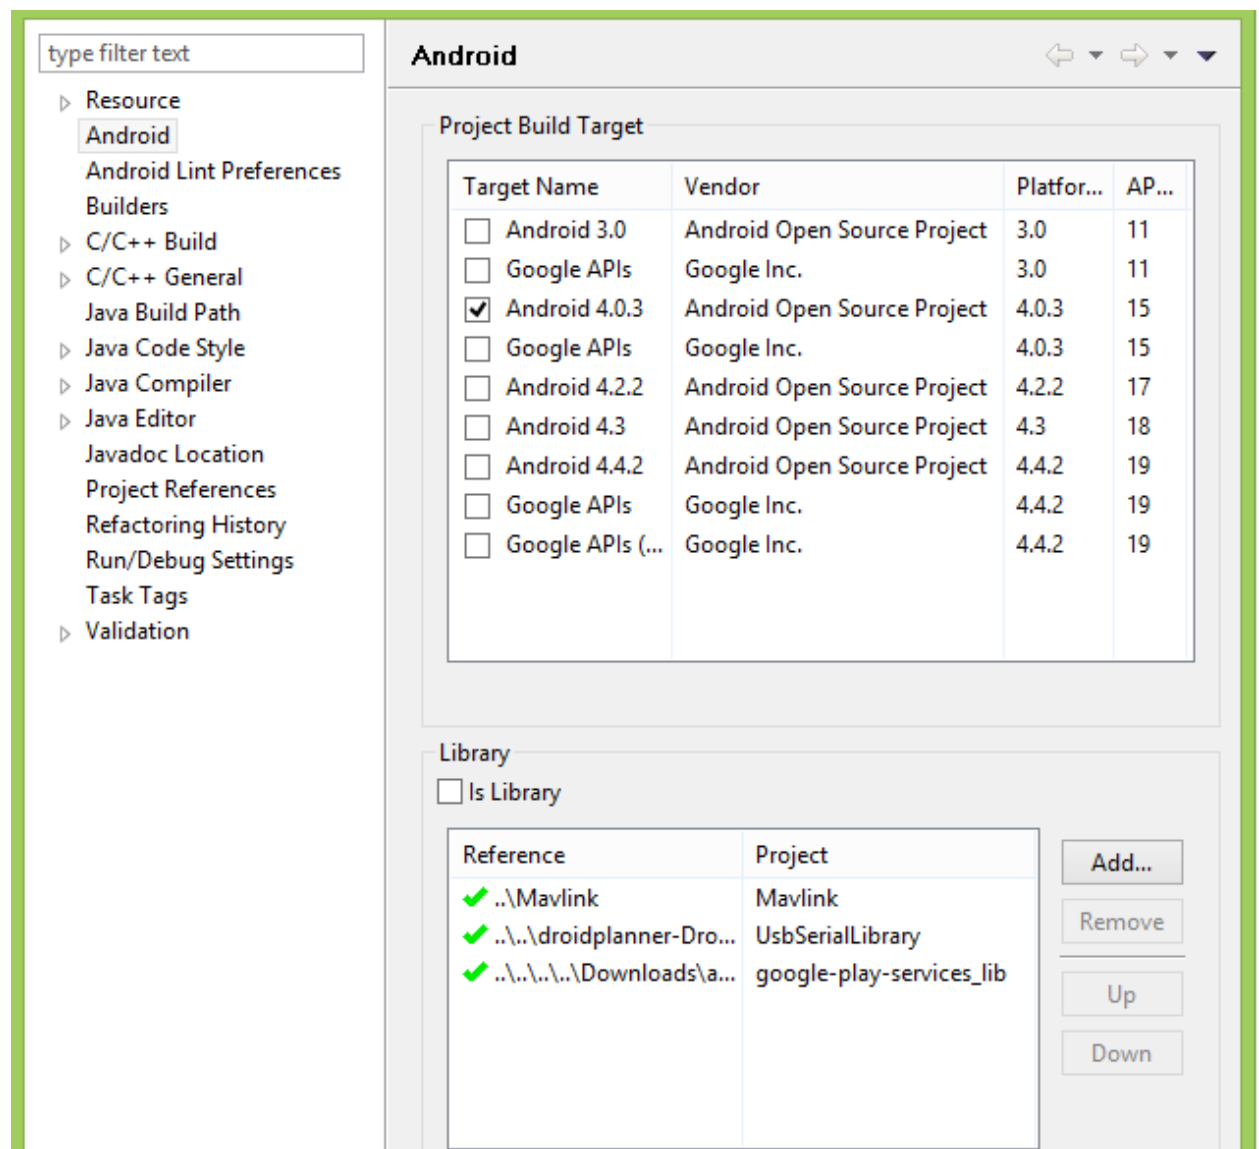 type filter text
Resource
Android
Android Lint Preferences
Builders
C/C++ Build
C/C++ General
Java Build Path
Java Code Style
Java Compiler
Java Editor
Javadoc Location
Project References
Refactoring History
Run/Debug Settings
Task Tags
Validation
Android
Project Build Target
Target Name Vendor Platfor... AP...
Android 3.0 Android Open Source Project 3.0 11
Google APIs Google Inc. 3.0 11
Android 4.0.3 Android Open Source Project 4.0.3 15
Google APIs Google Inc. 4.0.3 15
Android 4.2.2 Android Open Source Project 4.2.2 17
Android 4.3 Android Open Source Project 4.3 18
Android 4.4.2 Android Open Source Project 4.4.2 19
Google APIs Google Inc. 4.4.2 19
Google APIs (... Google Inc. 4.4.2 19
Library
Is Library
Reference Project
..\Mavlink Mavlink
..\..\droidplanner-Dro... UsbSerialLibrary
..\..\..\..\Downloads\a... google-play-services_lib
Add...
Remove
Up
Down